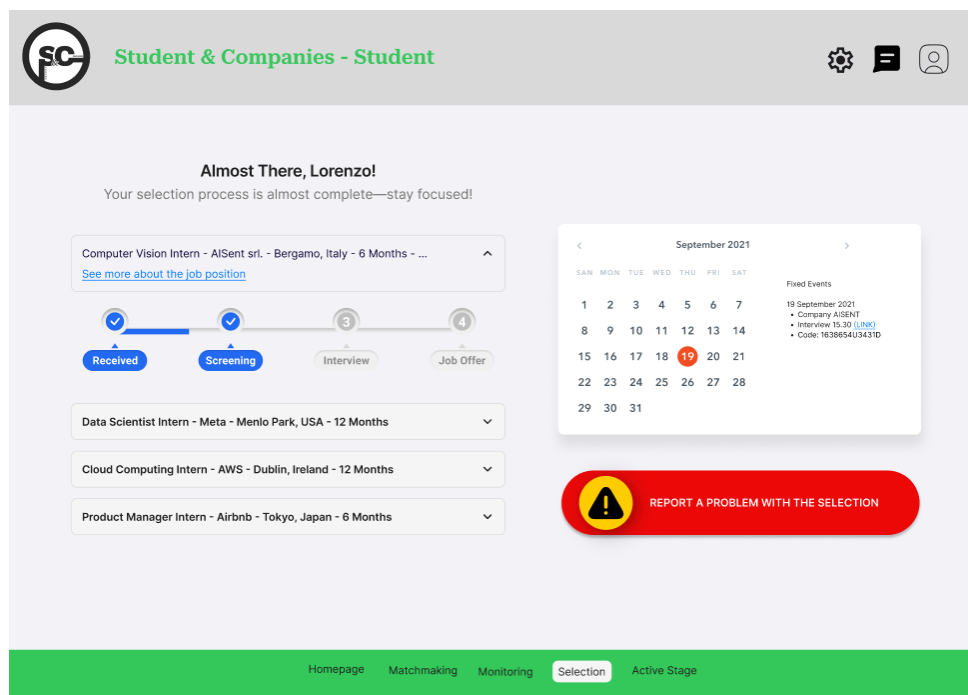 SC
Student & Companies - Student
Almost There, Lorenzo!
Your selection process is almost complete—stay focused!
Computer Vision Intern - AISent srl. - Bergamo, Italy - 6 Months - ...
See more about the job position
3
4
Received
Screening
Interview
Job Offer
Data Scientist Intern - Meta - Menlo Park, USA - 12 Months
Cloud Computing Intern - AWS - Dublin, Ireland - 12 Months
Product Manager Intern - Airbnb - Tokyo, Japan - 6 Months
September 2021
SAN MON TUE WED THU FRI SAT
1 2 3 4 5 6 7
8 9 10 11 12 13 14
15 16 17 18 19 20 21
22 23 24 25 26 27 28
29 30 31
Fixed Events
19 September 2021
• Company AISENT
• Interview 15.30 (LINK)
• Code: 1638654U3431D
REPORT A PROBLEM WITH THE SELECTION
Homepage
Matchmaking
Monitoring
Selection
Active Stage